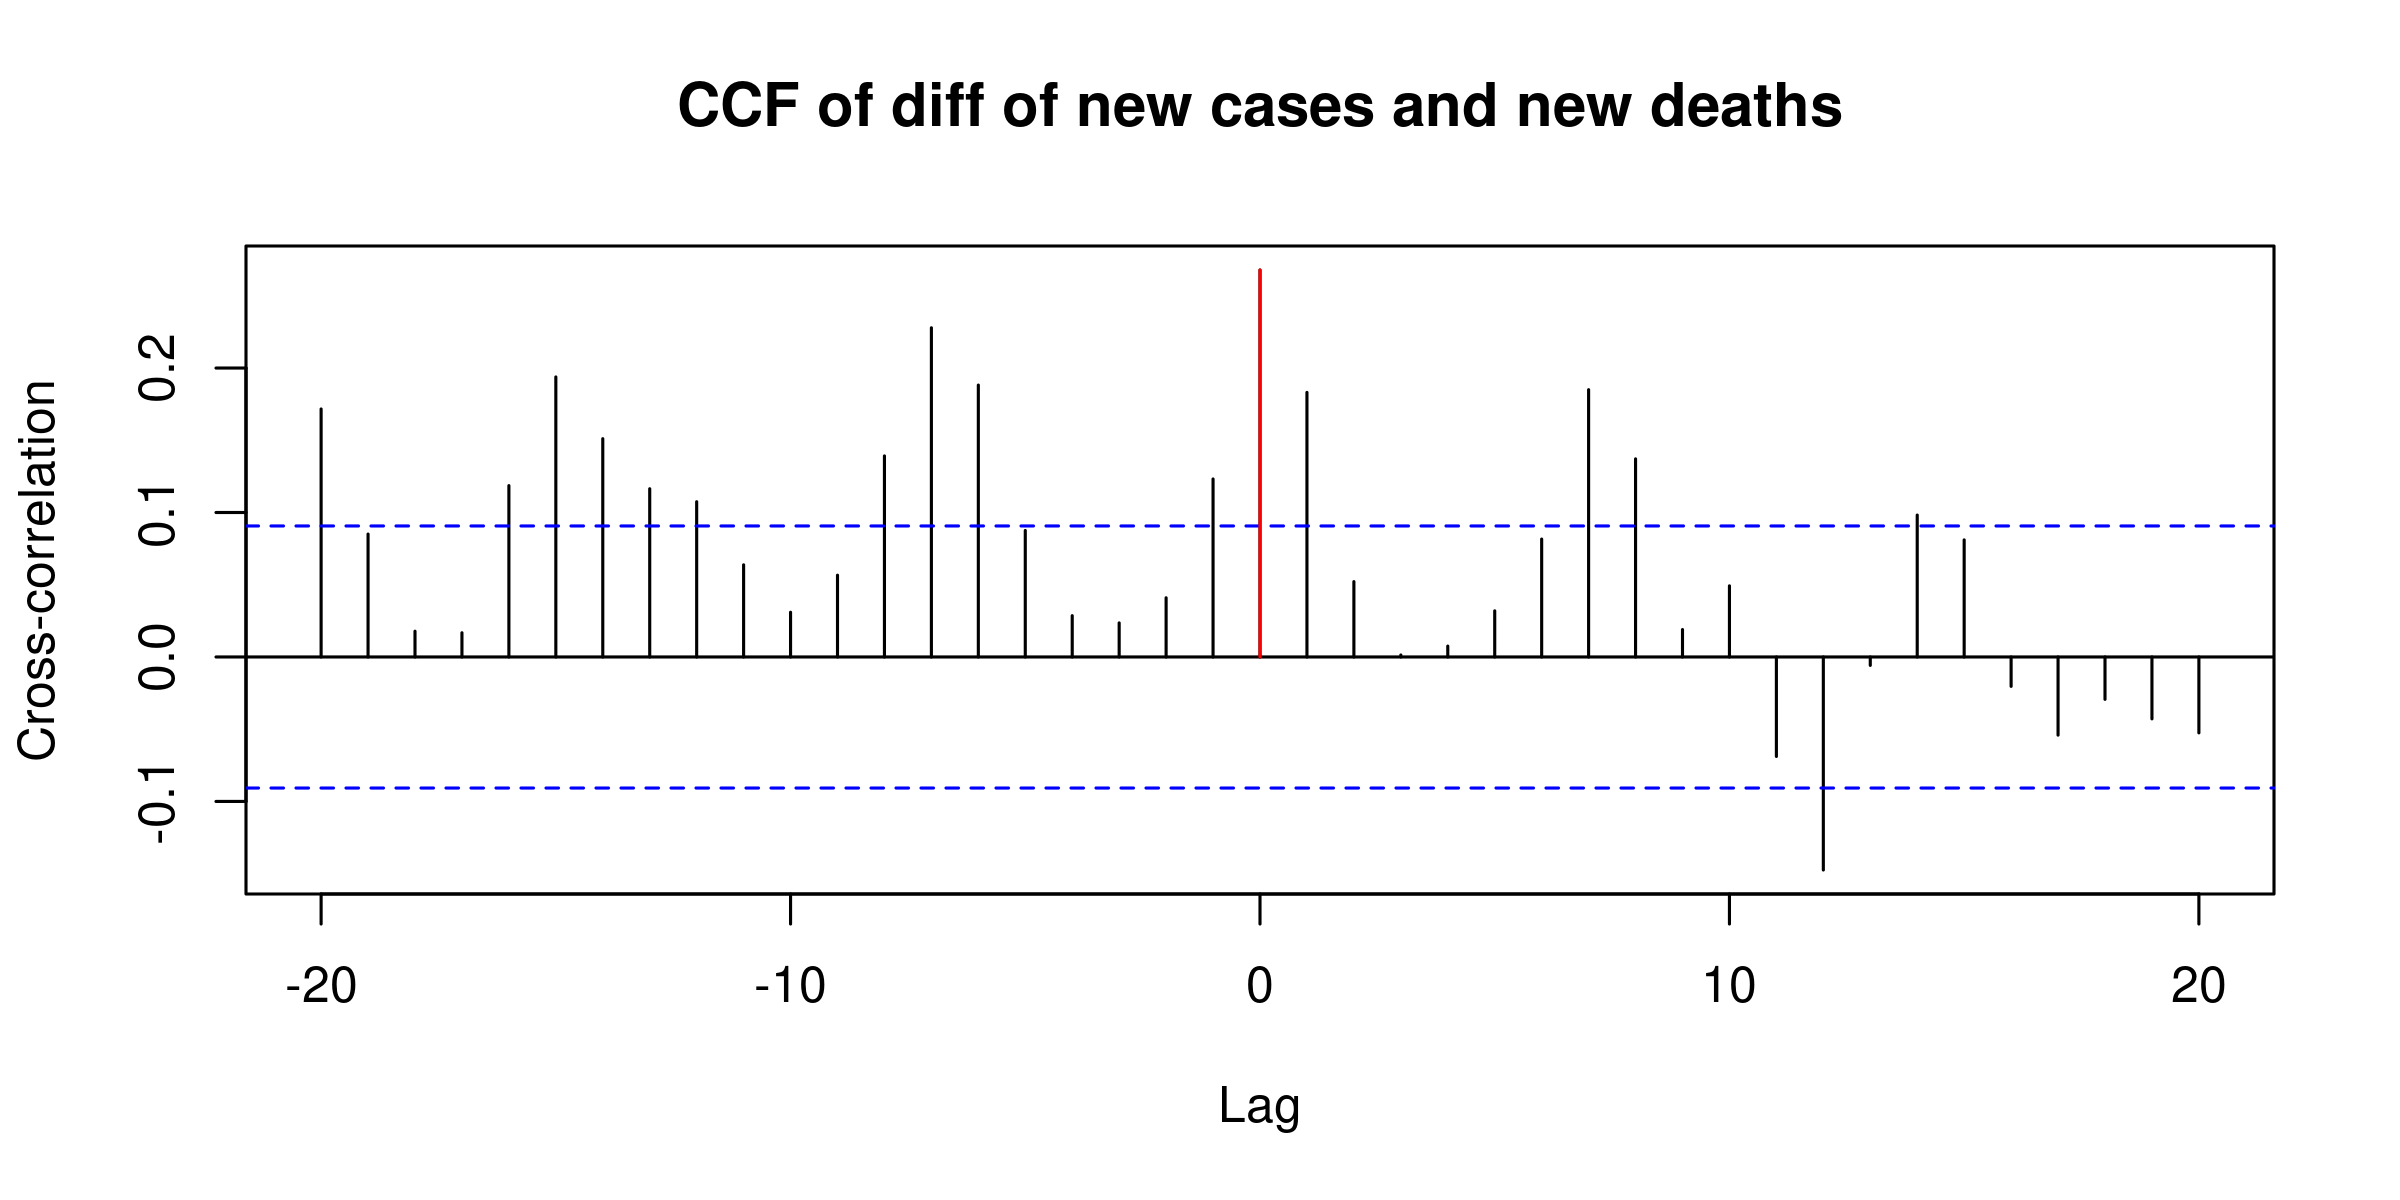 CCF of diff of new cases and new deaths
Cross-correlation
0.2
0.1
0.0
-0.1
-20 -10 0 10 20
Lag